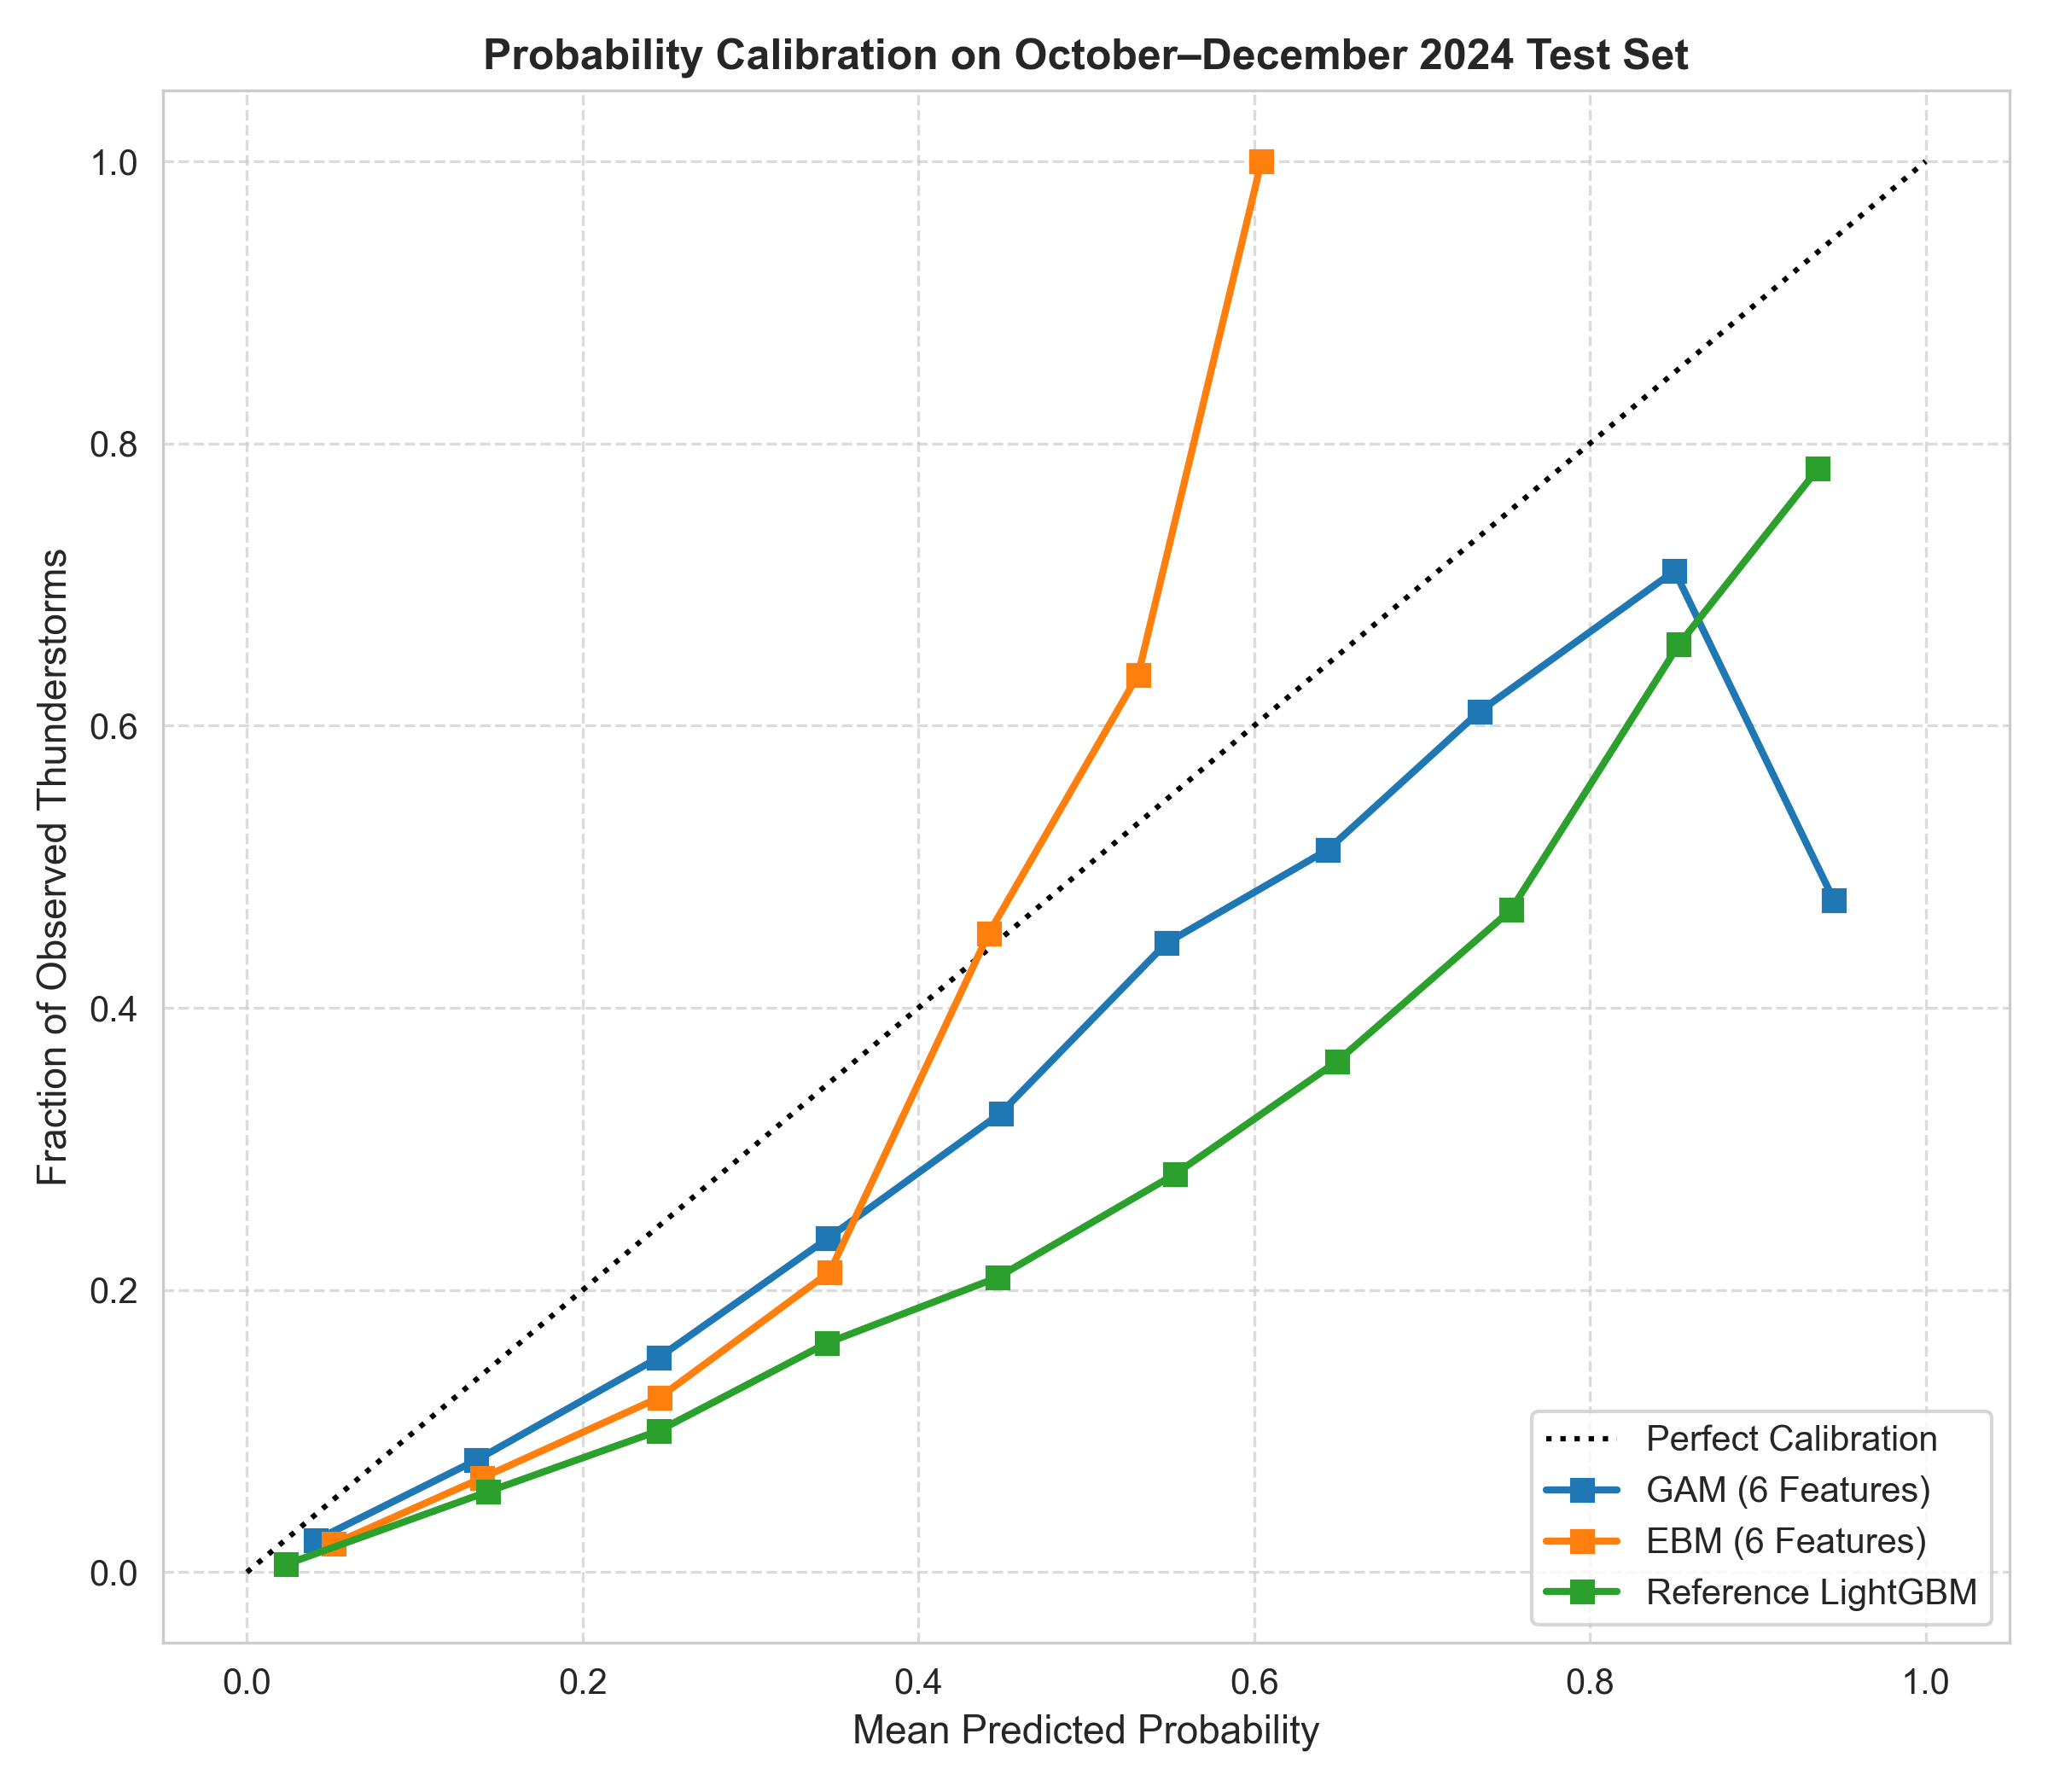 Probability Calibration on October–December 2024 Test Set
Fraction of Observed Thunderstorms
1.0
0.8
0.6
0.4
0.2
0.0
0.0 0.2 0.4 0.6 0.8 1.0
Mean Predicted Probability
Perfect Calibration
GAM (6 Features)
EBM (6 Features)
Reference LightGBM